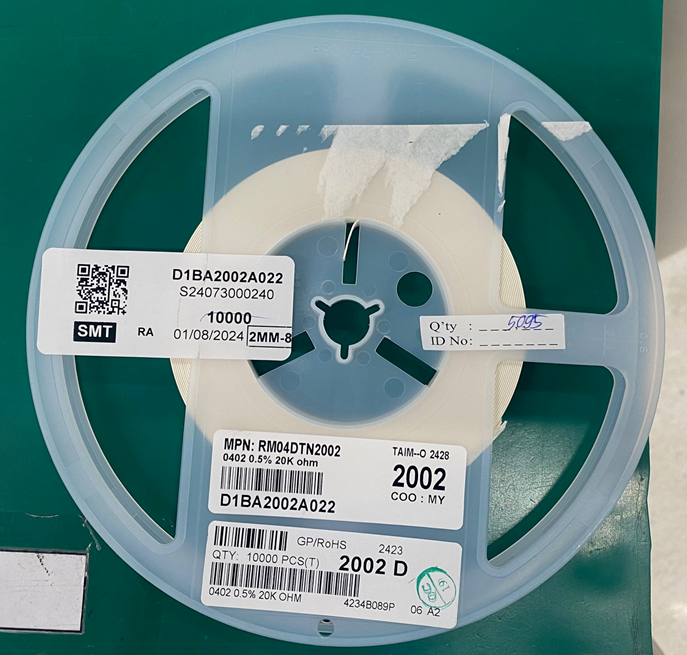 D1BA2002A022
S24073000240
10000
SMT RA 01/08/2024 2MM-8
Q'ty : 5095
ID No:
MPN: RM04DTN2002 TAIM--O 2428
0402 0.5% 20K ohm
2002
COO : MY
D1BA2002A022
GP/RoHS 2423
QTY: 10000 PCS(T) 2002 D
0402 0.5% 20K OHM 4234B089P 06 A2